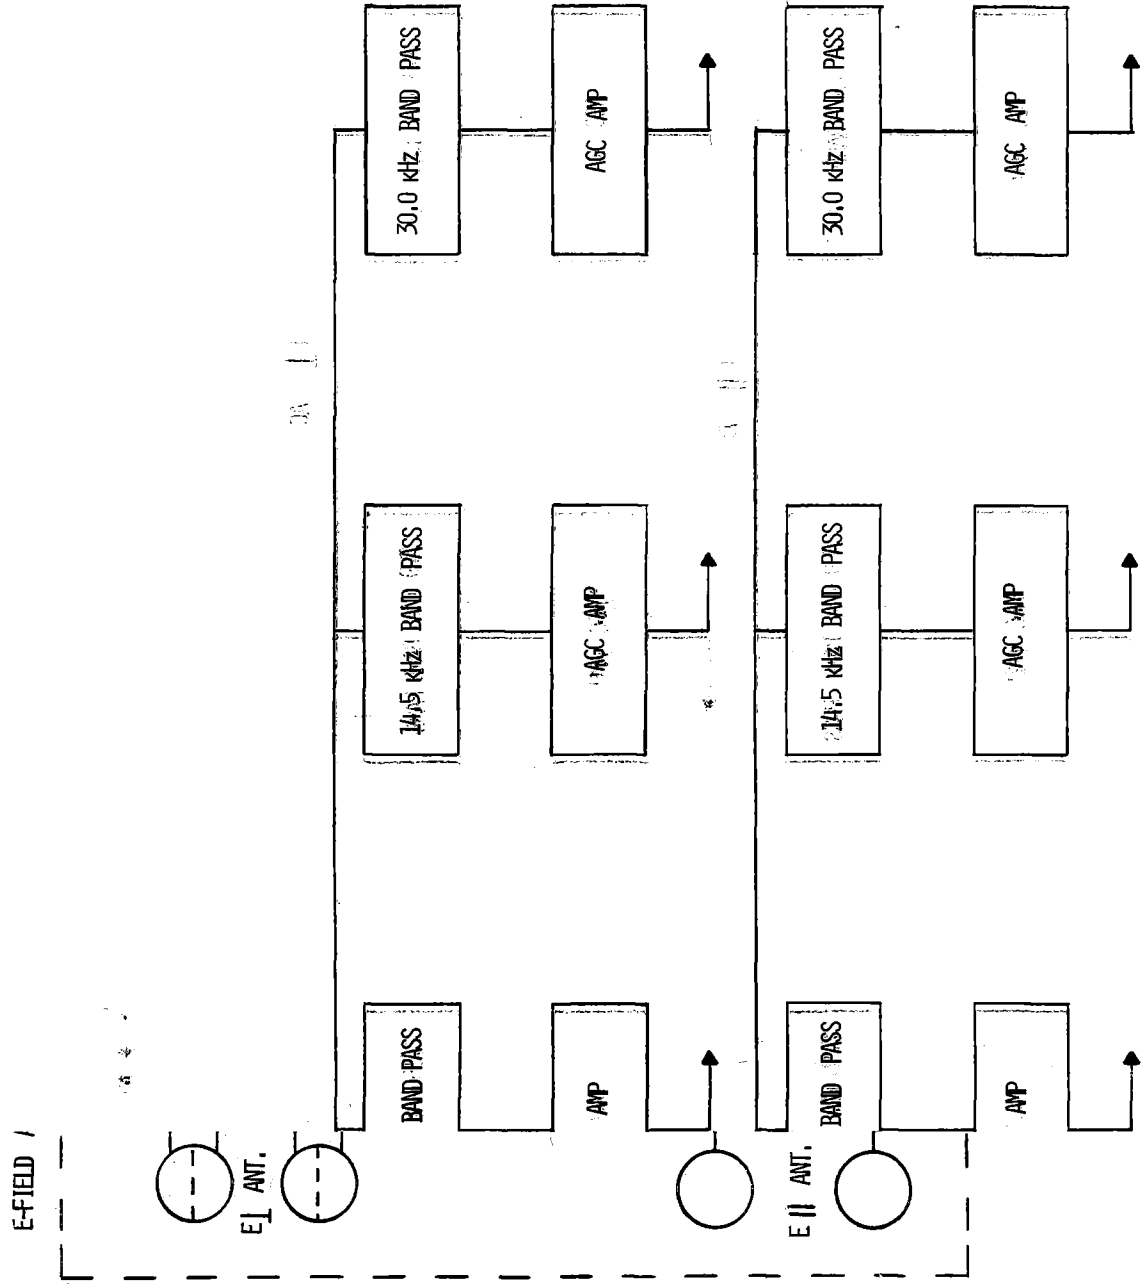 E-FIELD
E⊥ ANT.
E || ANT.
BAND PASS
AMP
14.5 kHz BAND PASS
AGC AMP
30.0 kHz BAND PASS
AGC AMP
BAND PASS
AMP
14.5 kHz BAND PASS
AGC AMP
30.0 kHz BAND PASS
AGC AMP